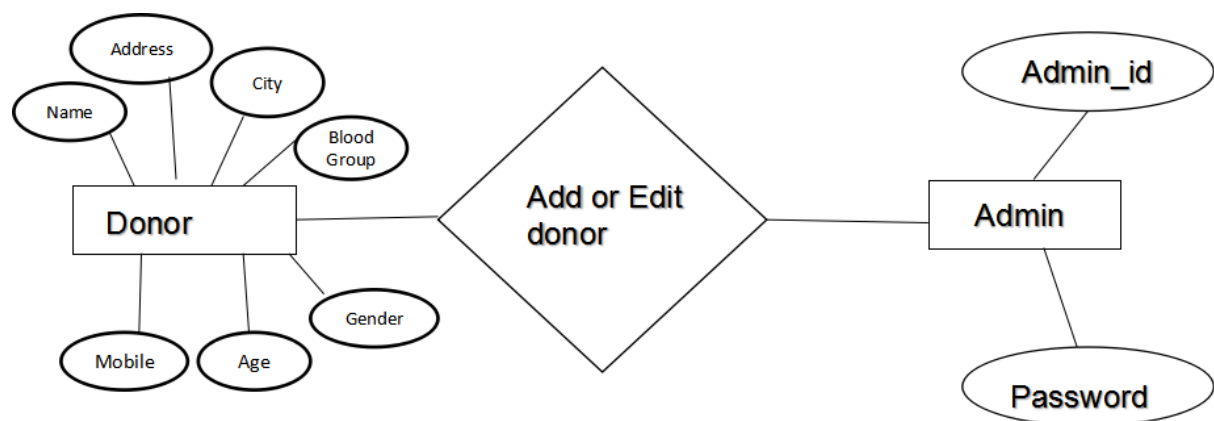 Address
City
Admin_id
Name
Blood
Group
Add or Edit
donor
Donor
Admin
Gender
Mobile
Age
Password